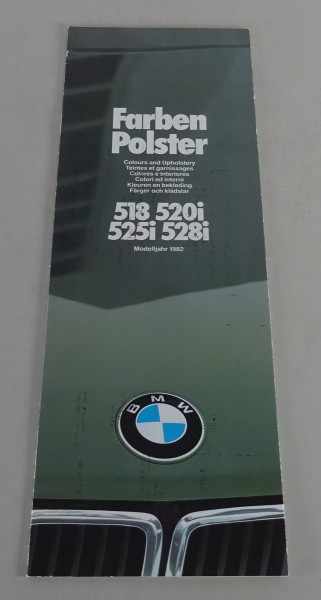 Farben
Polster
Colours and Upholstery
Teintes et garnissages
Colores e interiores
Colori ed interni
Kleuren en bekleding
Färger och klädslar
518 520i
525i 528i
Modelljahr 1982
BMW